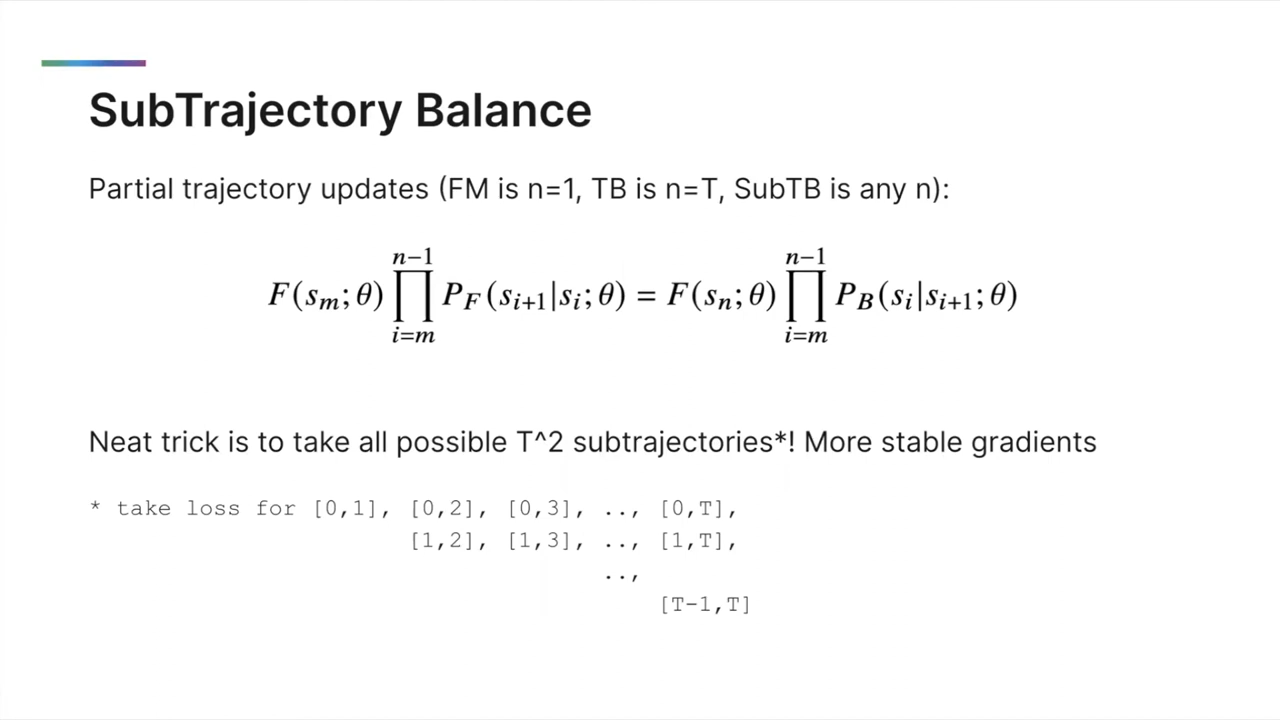 SubTrajectory Balance
Partial trajectory updates (FM is n=1, TB is n=T, SubTB is any n):
F(s_m; θ) ∏_{i=m}^{n−1} P_F(s_{i+1}|s_i; θ) = F(s_n; θ) ∏_{i=m}^{n−1} P_B(s_i|s_{i+1}; θ)
Neat trick is to take all possible T^2 subtrajectories*! More stable gradients
* take loss for [0,1], [0,2], [0,3], .., [0,T],
[1,2], [1,3], .., [1,T],
..,
[T-1,T]